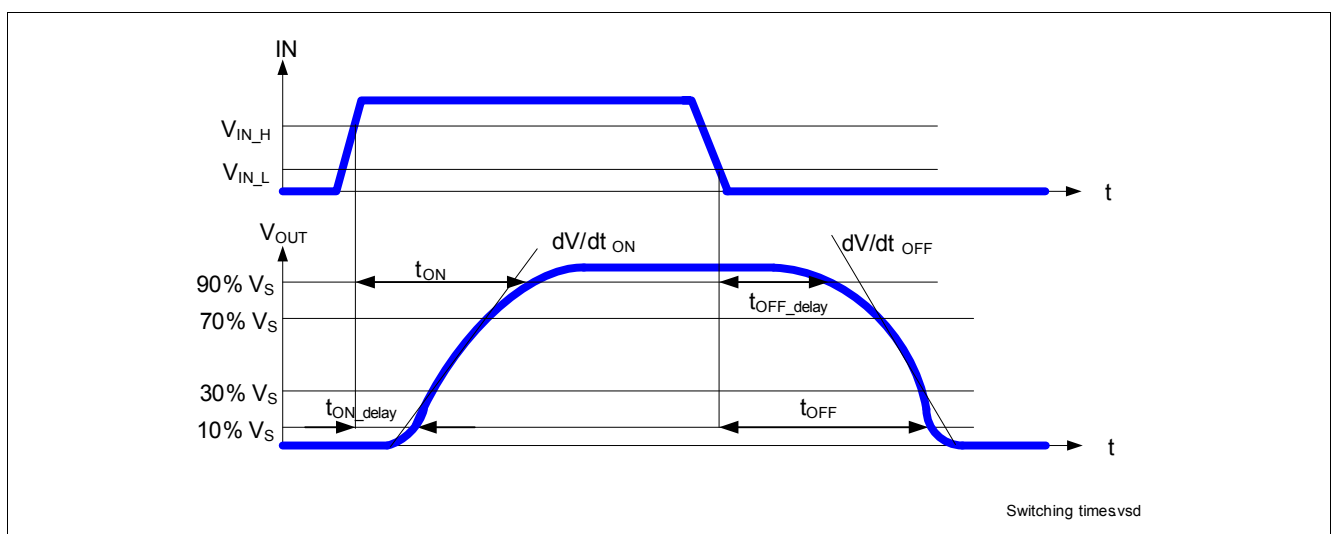 IN
V_IN_H
V_IN_L
t
V_OUT
dV/dt ON
dV/dt OFF
90% V_S
t_ON
t_OFF_delay
70% V_S
30% V_S
t_ON_delay
t_OFF
10% V_S
t
Switching times.vsd